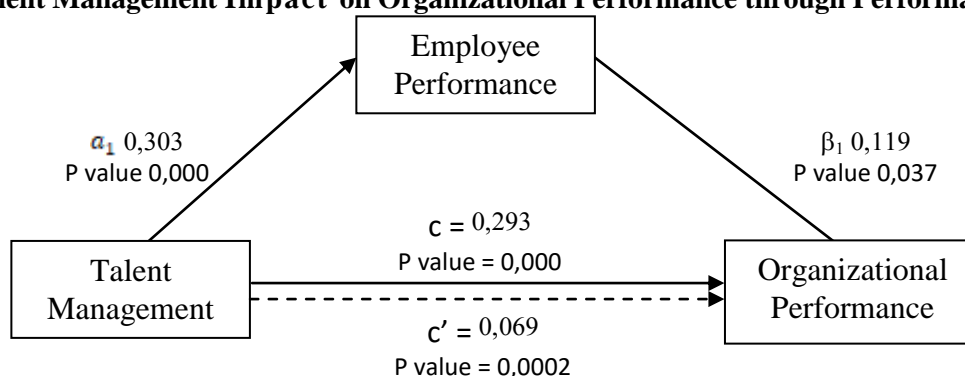 ent Management Impact on Organizational Performance through Performa
Employee
Performance
a₁ 0,303
P value 0,000
β₁ 0,119
P value 0,037
c = 0,293
P value = 0,000
Talent
Management
Organizational
Performance
c’ = 0,069
P value = 0,0002